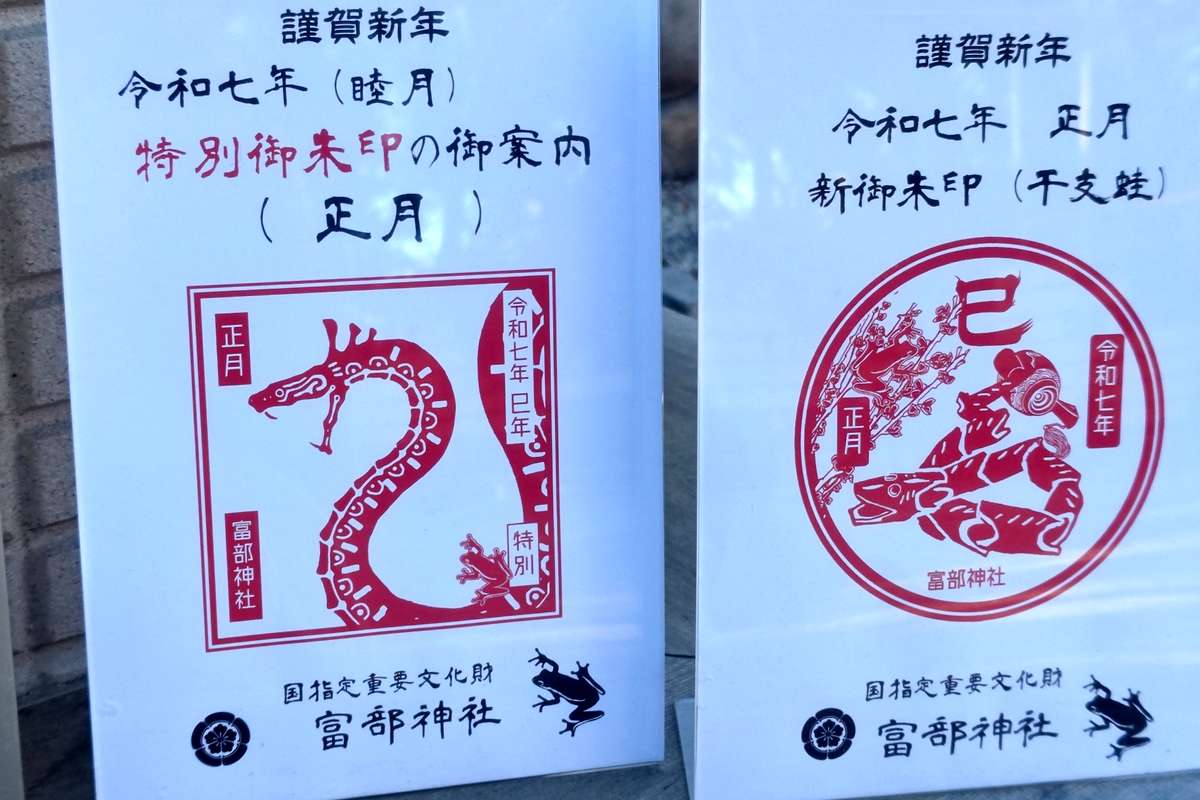 謹賀新年
令和七年（睦月）
特別御朱印の御案内
（ 正月 ）
正月
令和七年 巳年
特別
富部神社
国指定重要文化財
富部神社
謹賀新年
令和七年 正月
新御朱印（干支蛙）
巳
令和七年
正月
富部神社
国指定重要文化財
富部神社